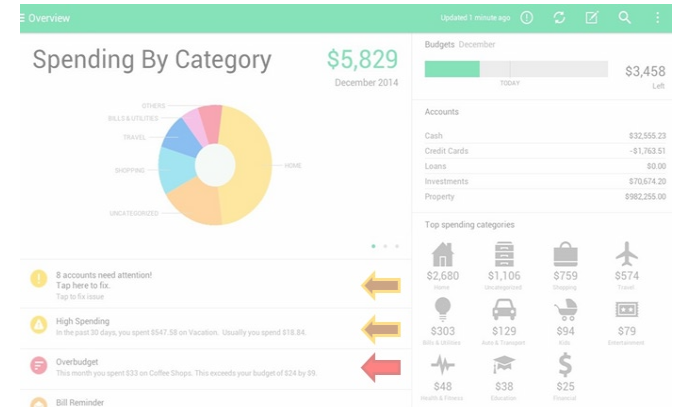 Overview
Updated 1 minute ago
Spending By Category
$5,829
December 2014
OTHERS
BILLS & UTILITIES
TRAVEL
SHOPPING
UNCATEGORIZED
HOME
8 accounts need attention!
Tap here to fix.
Tap to fix issue
High Spending
In the past 30 days, you spent $547.58 on Vacation. Usually you spend $18.84.
Overbudget
This month you spent $33 on Coffee Shops. This exceeds your budget of $24 by $9.
Bill Reminder
Budgets December
TODAY
$3,458
Left
Accounts
Cash $32,555.23
Credit Cards -$1,763.51
Loans $0.00
Investments $70,674.20
Property $982,255.00
Top spending categories
$2,680 $1,106 $759 $574
Home Uncategorized Shopping Travel
$303 $129 $94 $79
Bills & Utilities Auto & Transport Kids Entertainment
$48 $38 $25
Health & Fitness Education Financial